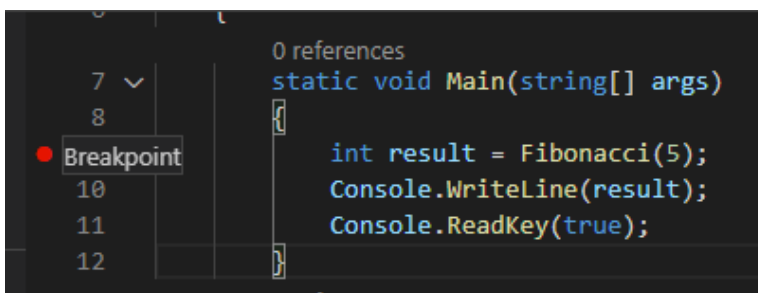 {
0 references
7 static void Main(string[] args)
8 {
Breakpoint int result = Fibonacci(5);
10 Console.WriteLine(result);
11 Console.ReadKey(true);
12 }